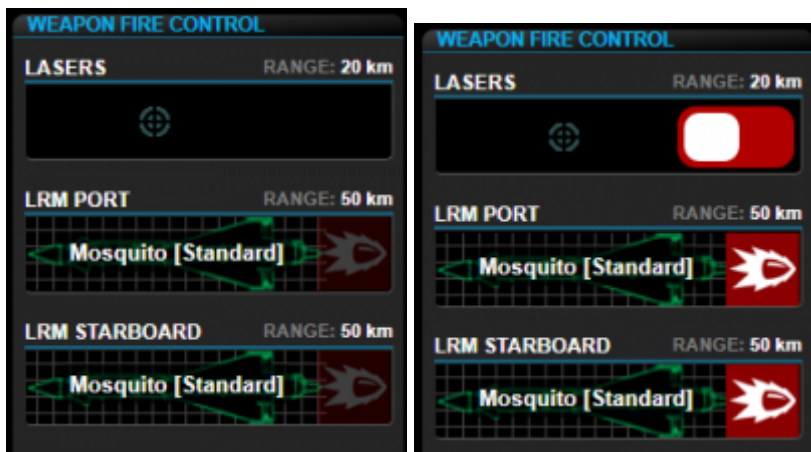 WEAPON FIRE CONTROL
LASERS RANGE: 20 km
LRM PORT RANGE: 50 km
Mosquito [Standard]
LRM STARBOARD RANGE: 50 km
Mosquito [Standard]
WEAPON FIRE CONTROL
LASERS RANGE: 20 km
LRM PORT RANGE: 50 km
Mosquito [Standard]
LRM STARBOARD RANGE: 50 km
Mosquito [Standard]